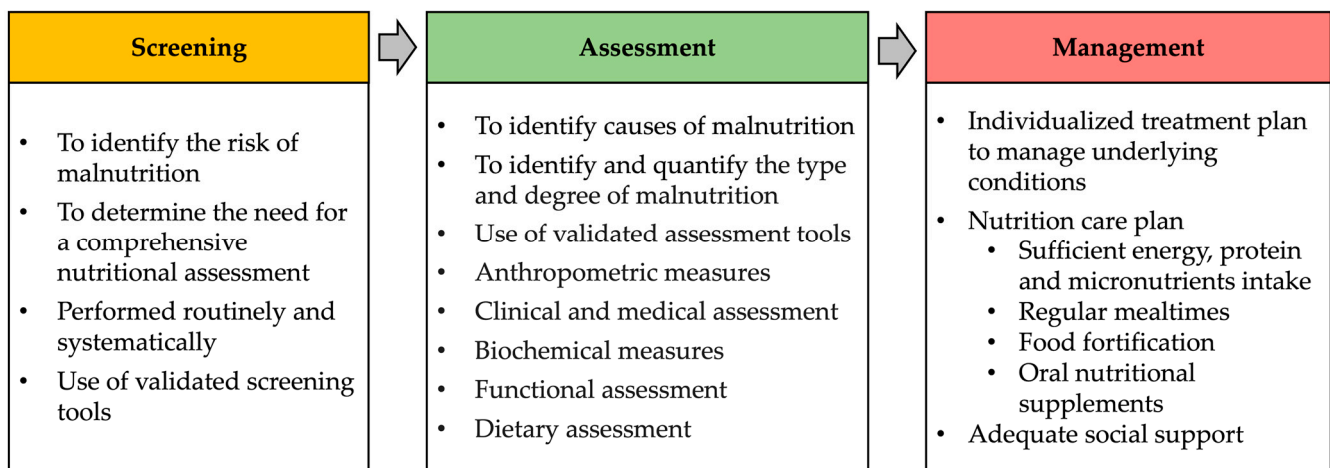 Screening
• To identify the risk of
malnutrition
• To determine the need for
a comprehensive
nutritional assessment
• Performed routinely and
systematically
• Use of validated screening
tools
Assessment
• To identify causes of malnutrition
• To identify and quantify the type
and degree of malnutrition
• Use of validated assessment tools
• Anthropometric measures
• Clinical and medical assessment
• Biochemical measures
• Functional assessment
• Dietary assessment
Management
• Individualized treatment plan
to manage underlying
conditions
• Nutrition care plan
• Sufficient energy, protein
and micronutrients intake
• Regular mealtimes
• Food fortification
• Oral nutritional
supplements
• Adequate social support